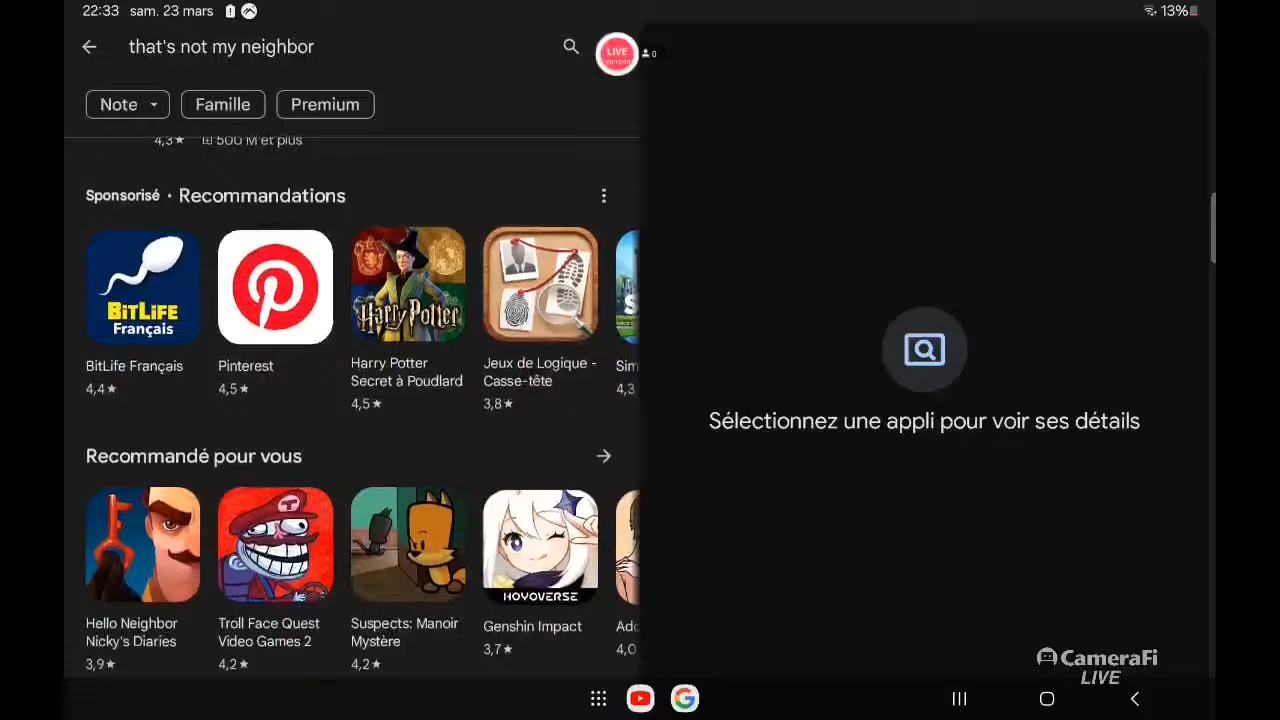 22:33 sam. 23 mars
13%
that's not my neighbor
LIVE
0
Note Famille Premium
4,3★ 500 M et plus
Sponsorisé · Recommandations
BitLife Français
Pinterest
Harry Potter
Secret à Poudlard
Jeux de Logique -
Casse-tête
Sim
4,4★
4,5★
4,5★
3,8★
4,3
BITLIFE
Français
Harry Potter
Recommandé pour vous
T
HOYOVERSE
Hello Neighbor
Nicky's Diaries
Troll Face Quest
Video Games 2
Suspects: Manoir
Mystère
Genshin Impact
3,9★
4,2★
4,2★
3,7★
4,0
Sélectionnez une appli pour voir ses détails
CameraFi
LIVE